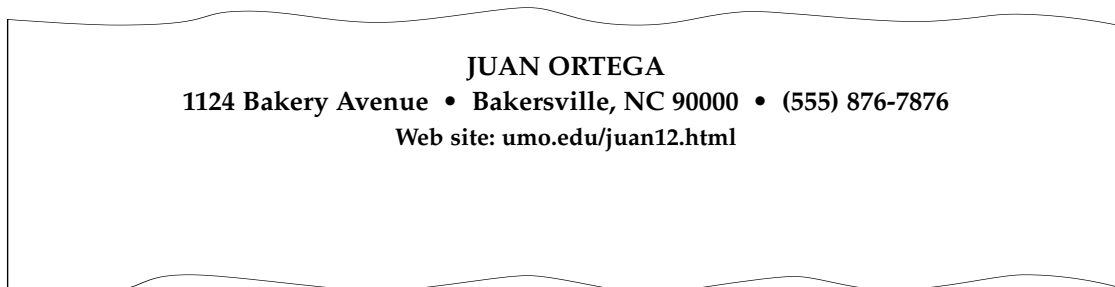 JUAN ORTEGA
1124 Bakery Avenue • Bakersville, NC 90000 • (555) 876-7876
Web site: umo.edu/juan12.html